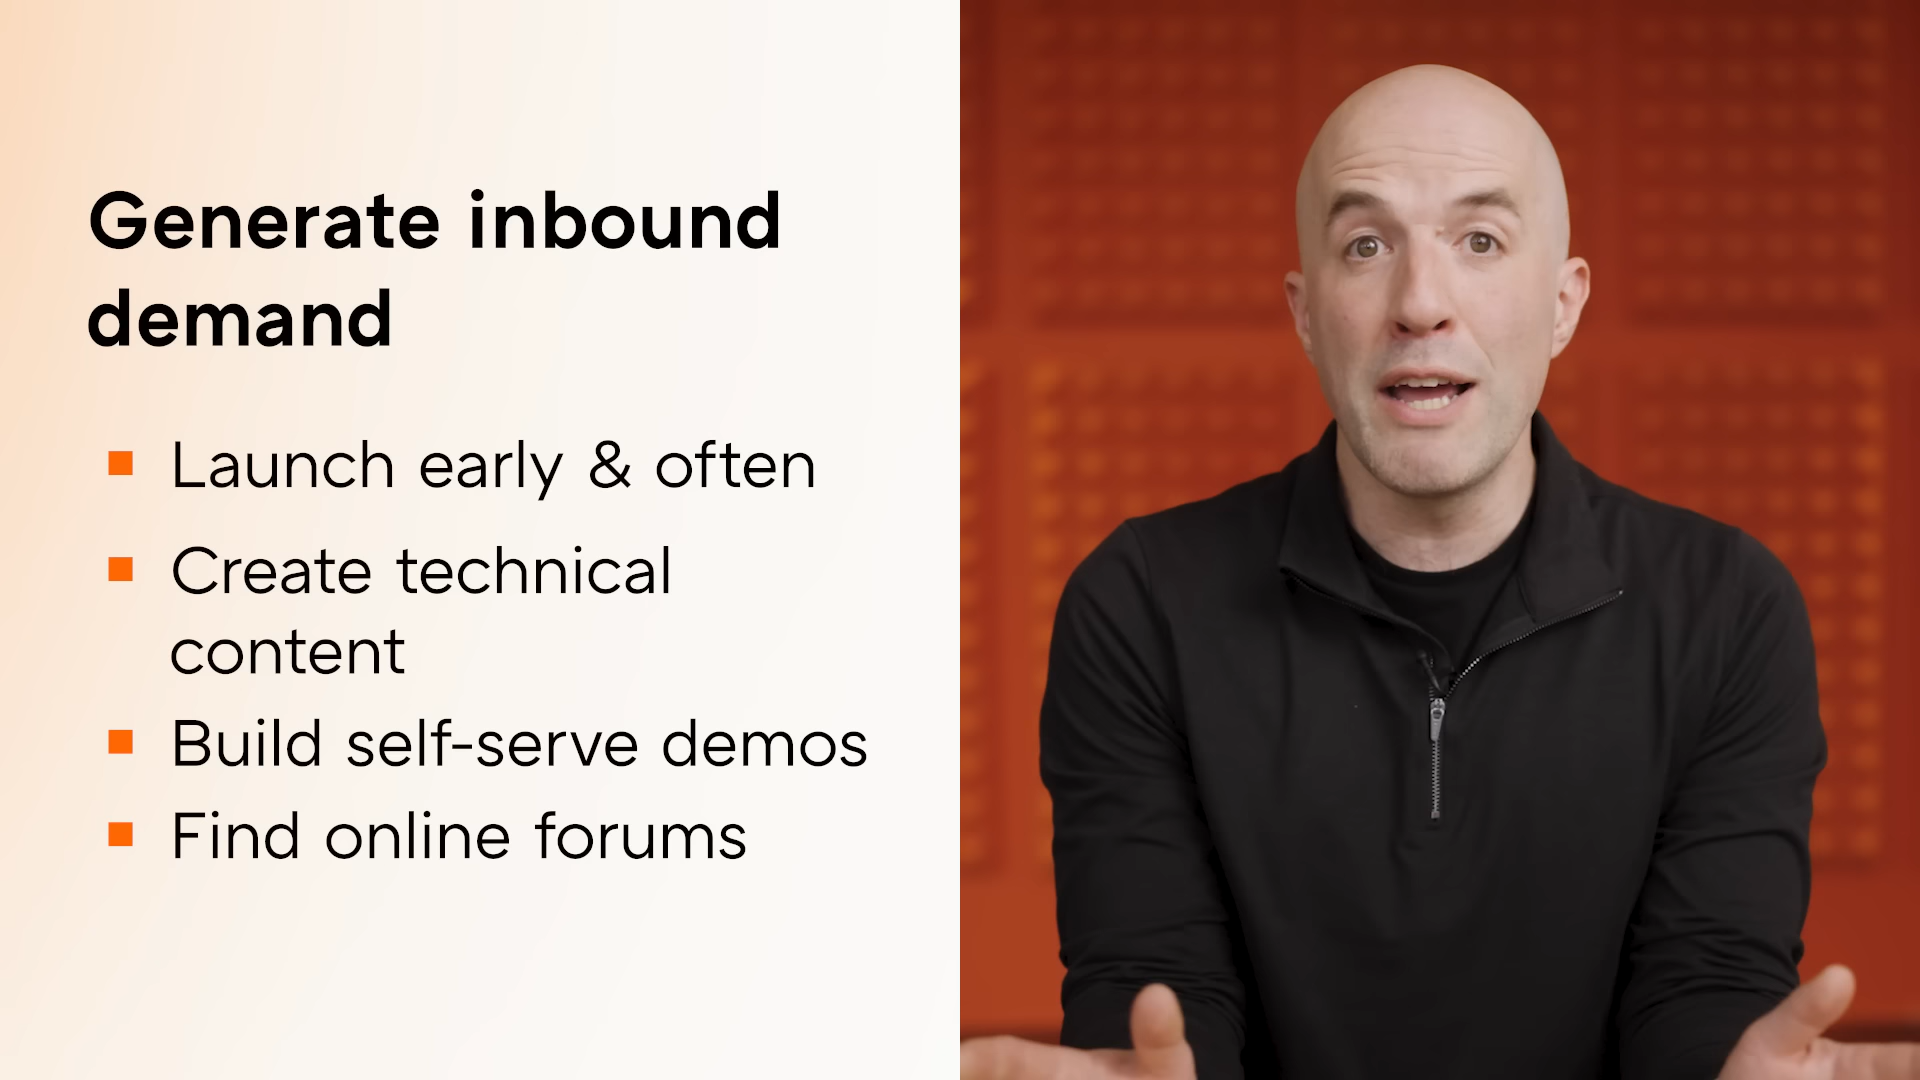 Generate inbound
demand
Launch early & often
Create technical
content
Build self-serve demos
Find online forums